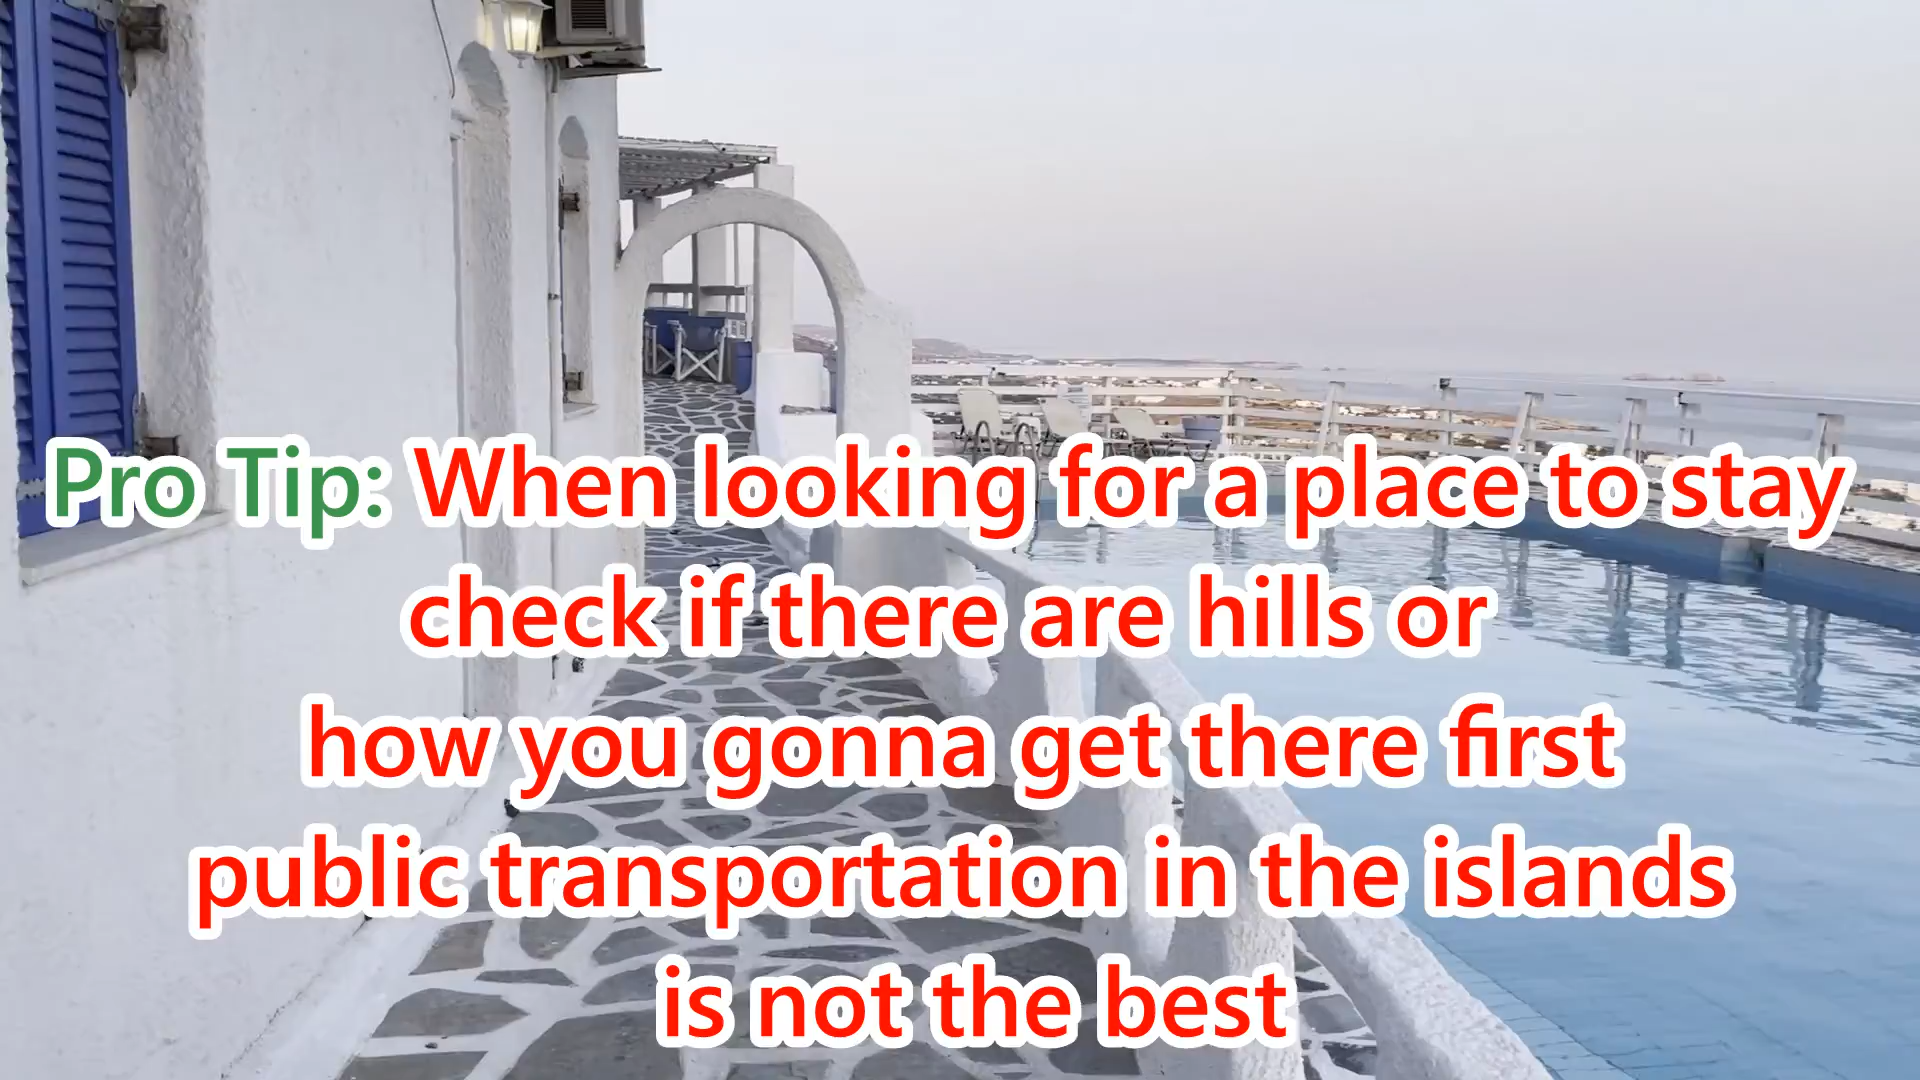 Pro Tip: When looking for a place to stay
check if there are hills or
how you gonna get there first
public transportation in the islands
is not the best